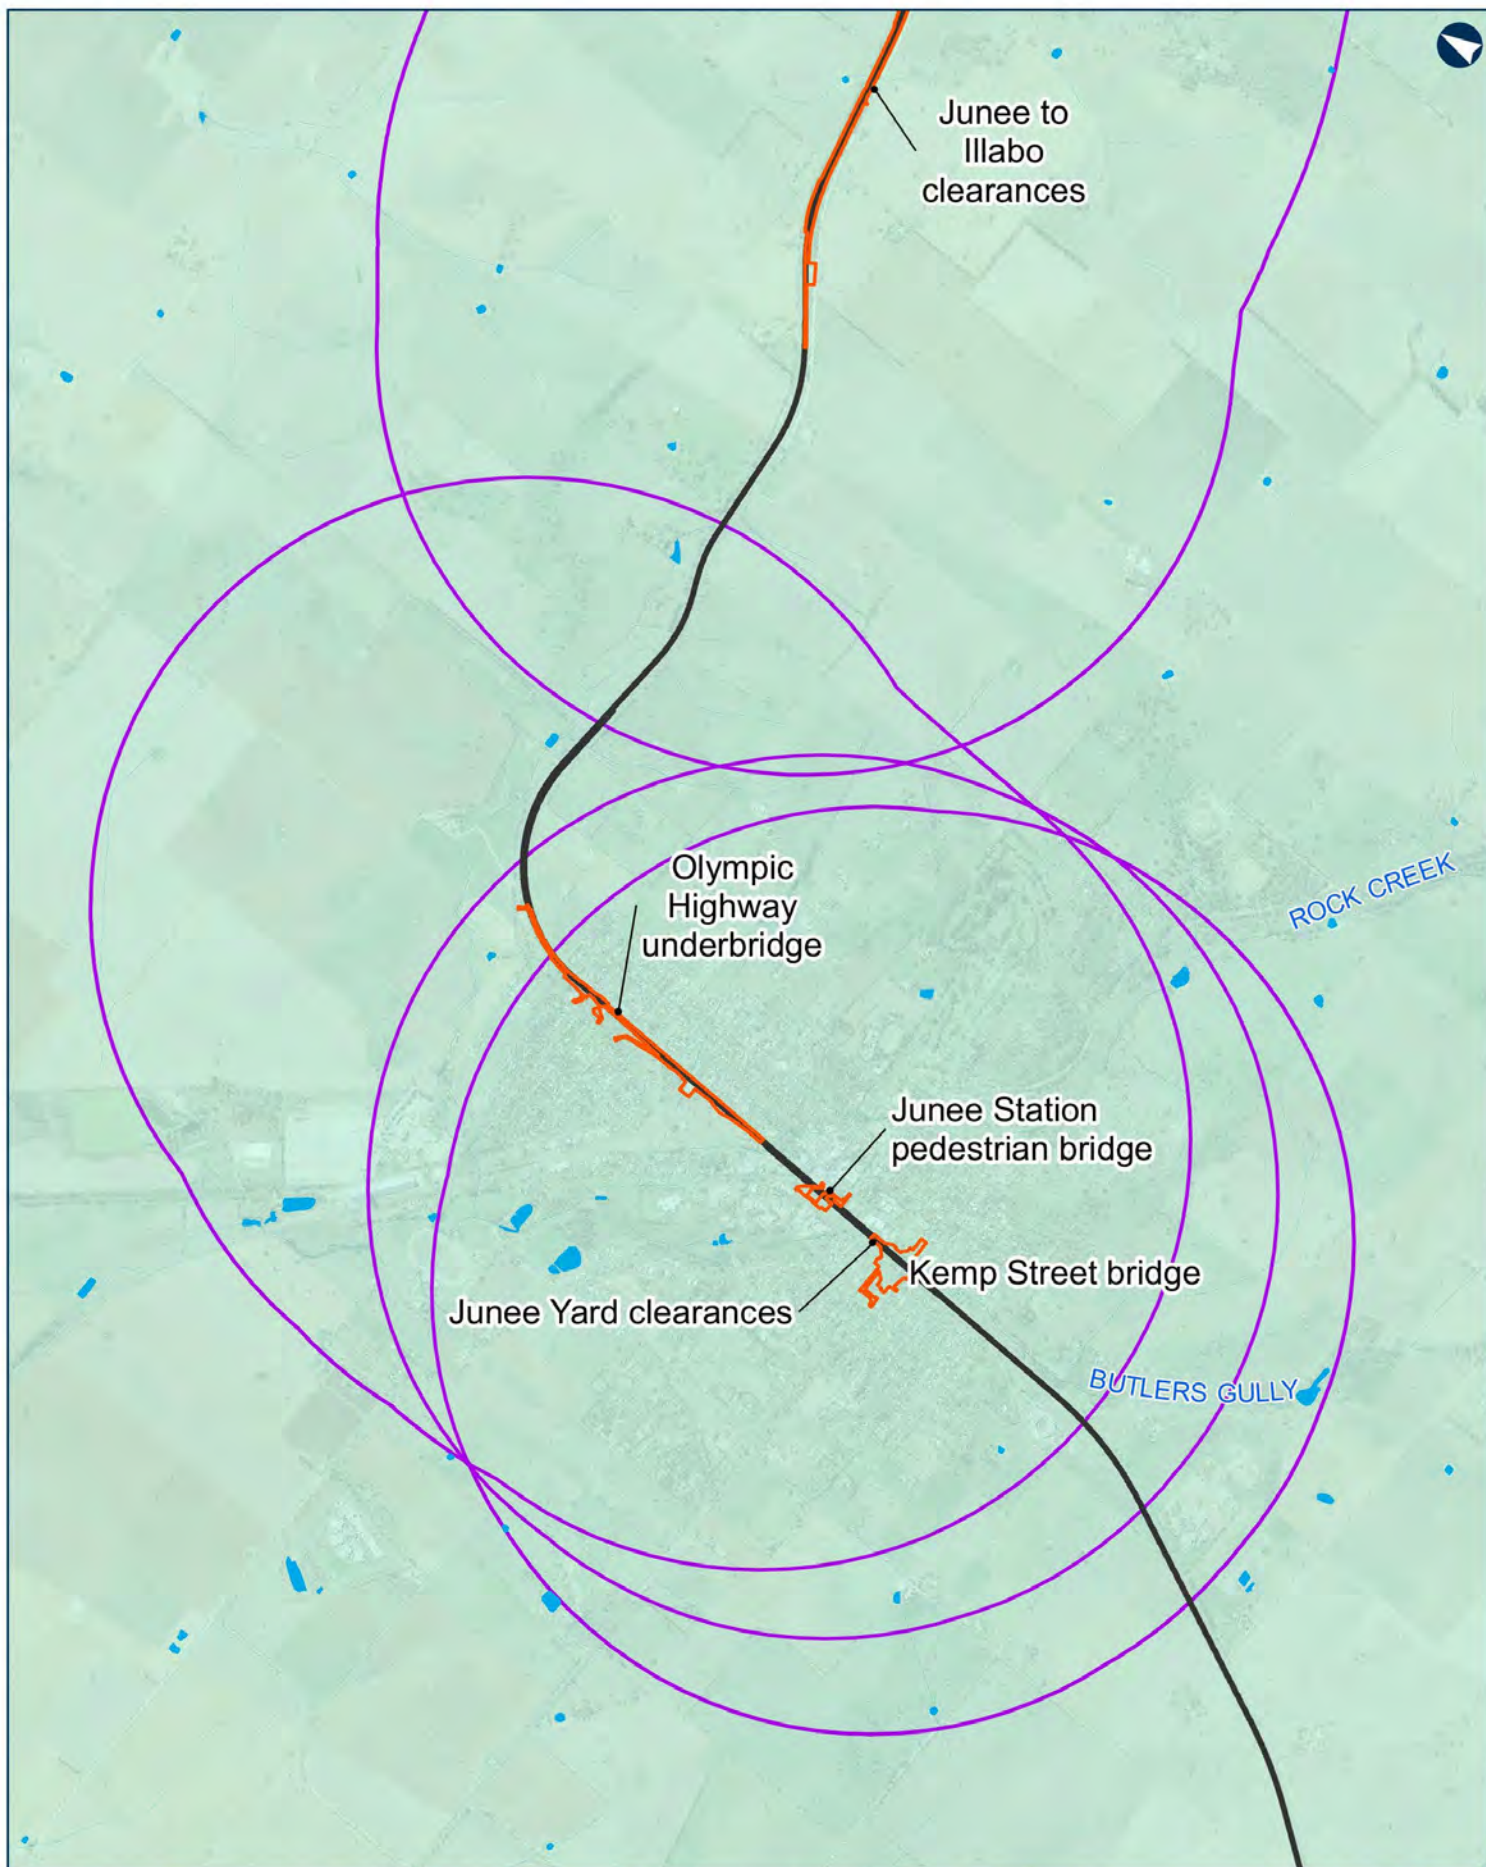 Junee to
Illabo
clearances
Olympic
Highway
underbridge
ROCK CREEK
Junee Station
pedestrian bridge
Kemp Street bridge
Junee Yard clearances
BUTLERS GULLY